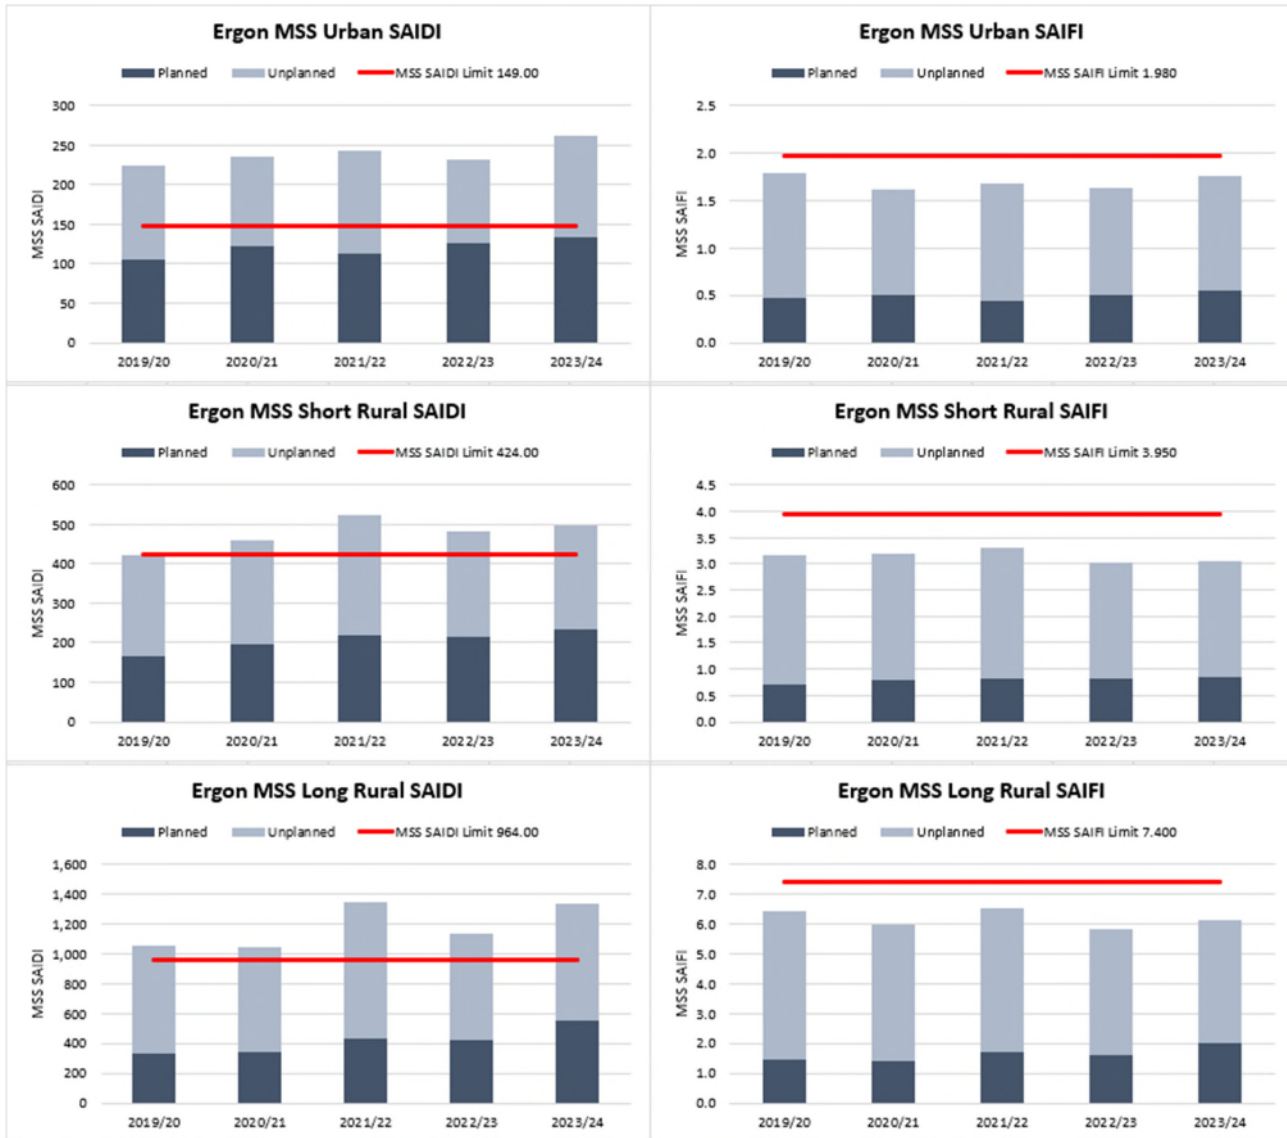 Ergon MSS Urban SAIDI
Planned Unplanned MSS SAIDI Limit 149.00
MSS SAIDI
300
250
200
150
100
50
0
2019/20 2020/21 2021/22 2022/23 2023/24
Ergon MSS Urban SAIFI
Planned Unplanned MSS SAIFI Limit 1.980
MSS SAIFI
2.5
2.0
1.5
1.0
0.5
0.0
2019/20 2020/21 2021/22 2022/23 2023/24
Ergon MSS Short Rural SAIDI
Planned Unplanned MSS SAIDI Limit 424.00
MSS SAIDI
600
500
400
300
200
100
0
2019/20 2020/21 2021/22 2022/23 2023/24
Ergon MSS Short Rural SAIFI
Planned Unplanned MSS SAIFI Limit 3.950
MSS SAIFI
4.5
4.0
3.5
3.0
2.5
2.0
1.5
1.0
0.5
0.0
2019/20 2020/21 2021/22 2022/23 2023/24
Ergon MSS Long Rural SAIDI
Planned Unplanned MSS SAIDI Limit 964.00
MSS SAIDI
1,600
1,400
1,200
1,000
800
600
400
200
0
2019/20 2020/21 2021/22 2022/23 2023/24
Ergon MSS Long Rural SAIFI
Planned Unplanned MSS SAIFI Limit 7.400
MSS SAIFI
8.0
7.0
6.0
5.0
4.0
3.0
2.0
1.0
0.0
2019/20 2020/21 2021/22 2022/23 2023/24